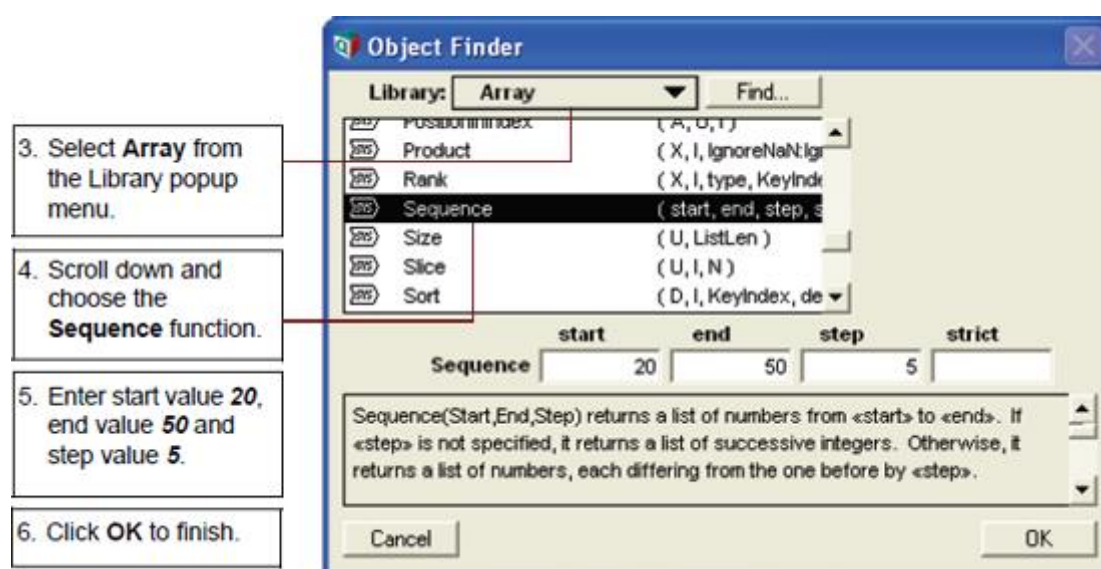 Object Finder
Library: Array Find...
3. Select Array from
the Library popup
menu.
PositionInIndex ( A, U, I )
Product ( X, I, IgnoreNaN:Ig
Rank ( X, I, type, KeyInde
Sequence ( start, end, step, s
Size ( U, ListLen )
Slice ( U, I, N )
Sort ( D, I, KeyIndex, de
4. Scroll down and
choose the
Sequence function.
start end step strict
Sequence 20 50 5
5. Enter start value 20,
end value 50 and
step value 5.
Sequence(Start,End,Step) returns a list of numbers from «start» to «end». If
«step» is not specified, it returns a list of successive integers. Otherwise, it
returns a list of numbers, each differing from the one before by «step».
6. Click OK to finish.
Cancel OK